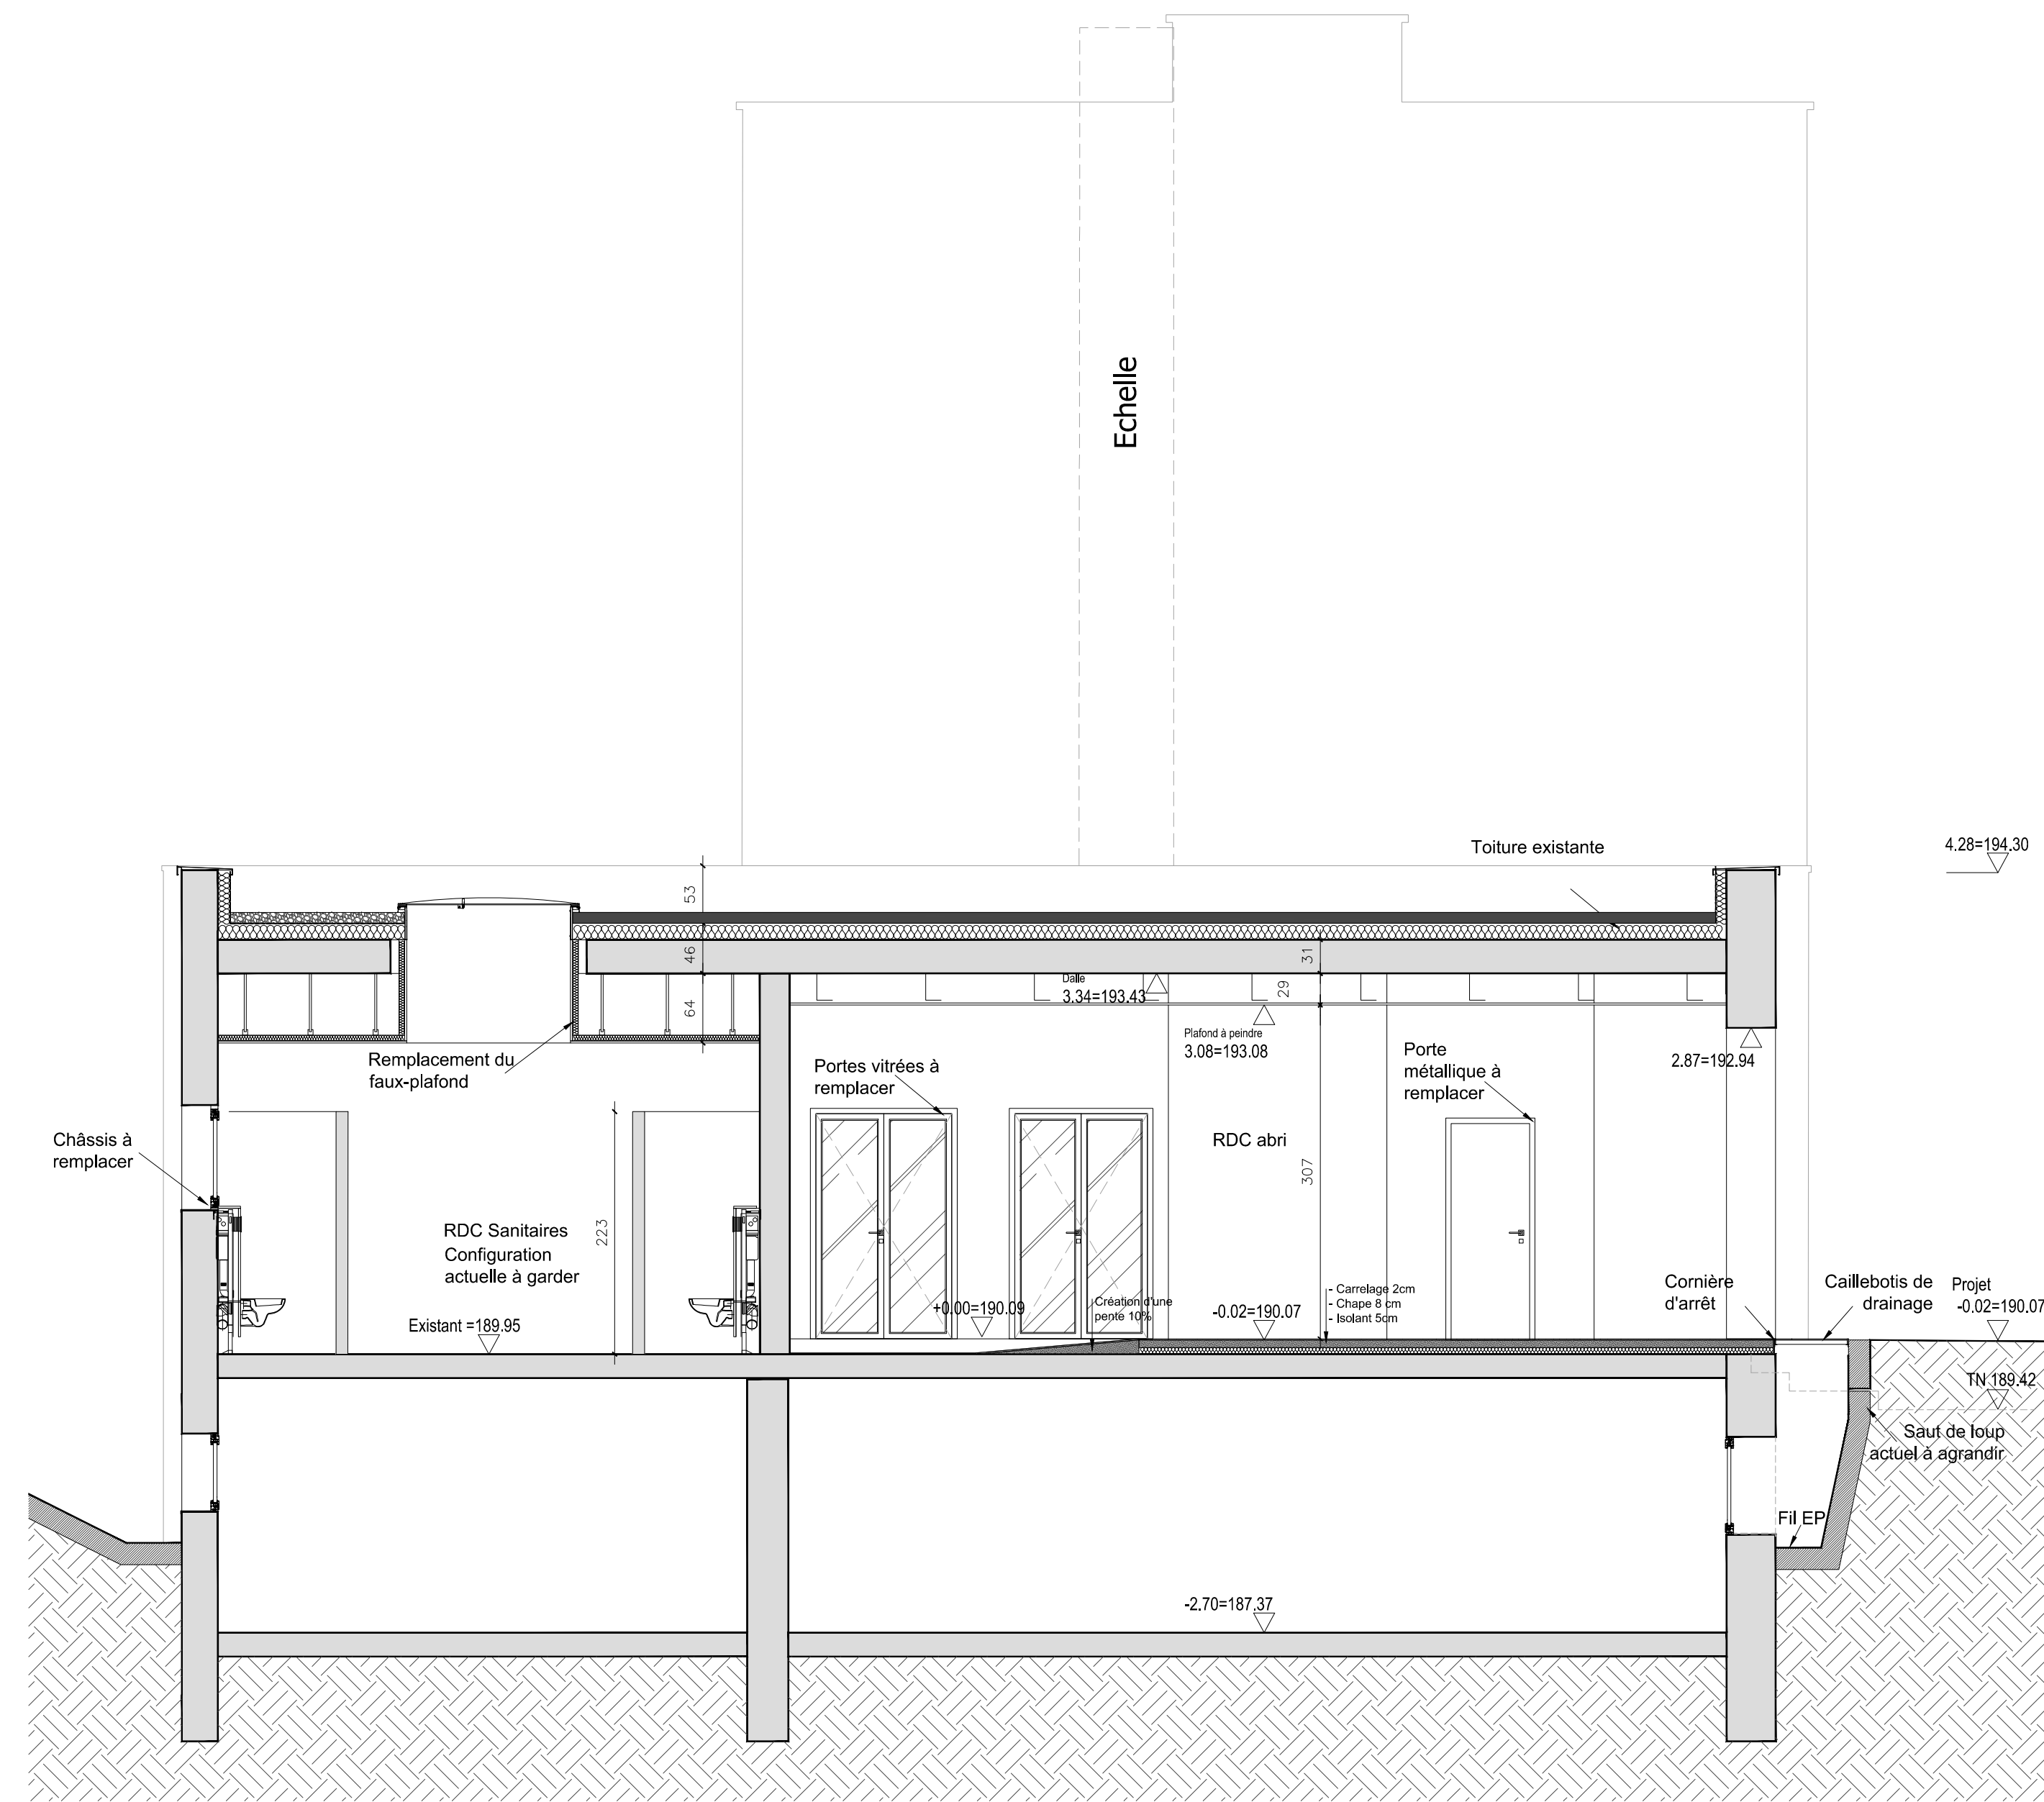 Echelle
Toiture existante
4.28=194.30
53
46
31
Dalle
3.34=193.43
29
64
Plafond à peindre
3.08=193.08
2.87=192.94
Remplacement du
faux-plafond
Portes vitrées à
remplacer
Porte
métallique à
remplacer
Châssis à
remplacer
RDC abri
307
223
RDC Sanitaires
Configuration
actuelle à garder
Existant =189.95
+0.00=190.09
Création d'une
pente 10%
-0.02=190.07
- Carrelage 2cm
- Chape 8 cm
- Isolant 5cm
Cornière
d'arrêt
Caillebotis de
drainage
Projet
-0.02=190.07
TN 189.42
Saut de loup
actuel à agrandir
Fil EP
-2.70=187.37